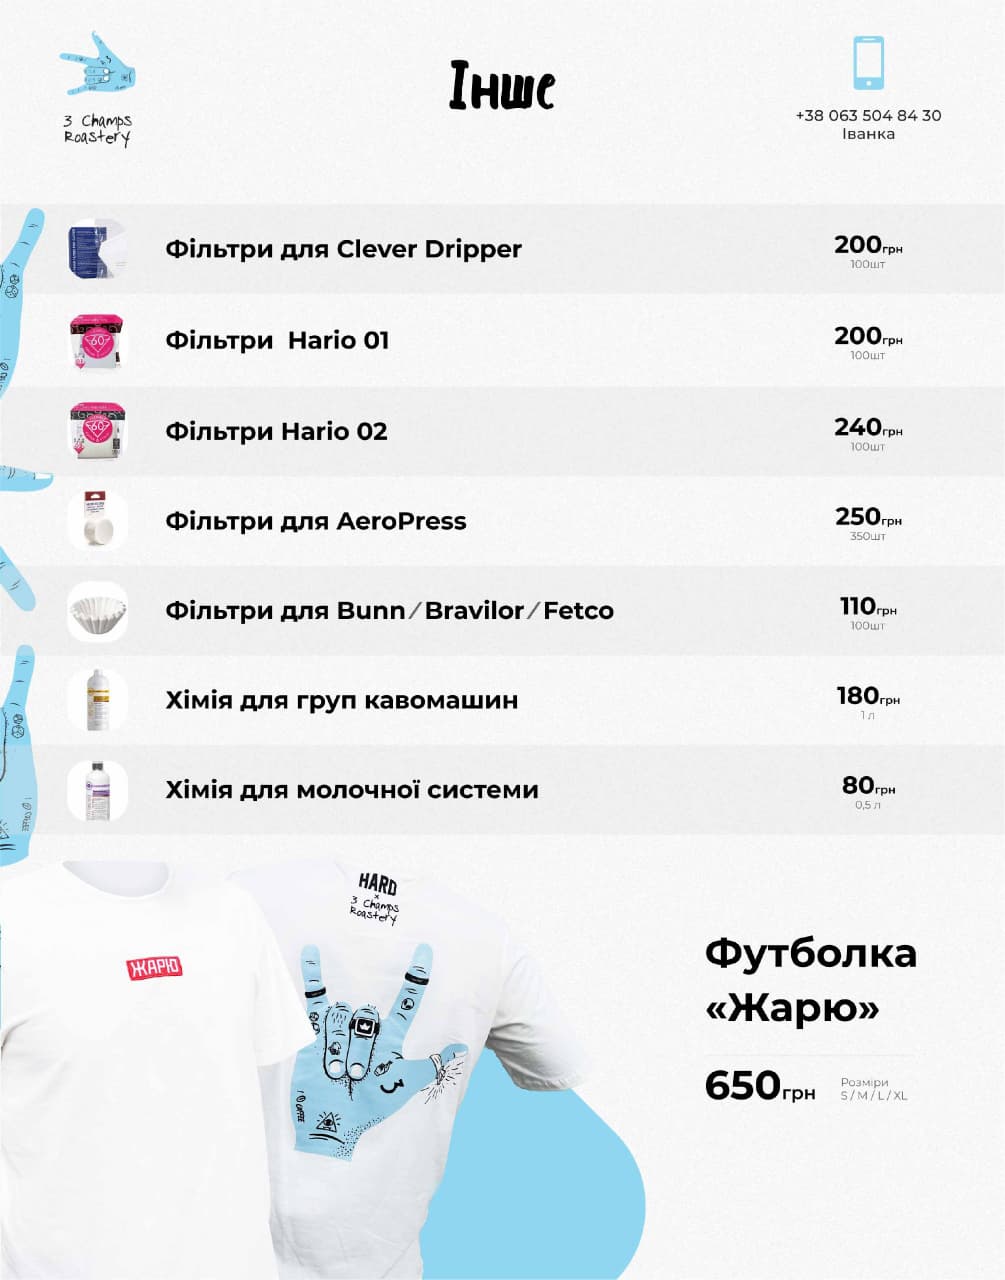 3 Champs
Roastery
Інше
+38 063 504 84 30
Іванка
Фільтри для Clever Dripper
200грн
100шт
Фільтри Hario 01
200грн
100шт
Фільтри Hario 02
240грн
100шт
Фільтри для AeroPress
250грн
350шт
Фільтри для Bunn/Bravilor/Fetco
110грн
100шт
Хімія для груп кавомашин
180грн
1 л
Хімія для молочної системи
80грн
0,5 л
HARD
x
3 Champs
Roastery
ЖАРЮ
3
I COFFEE
Футболка
«Жарю»
650грн
Розміри
S / M / L / XL